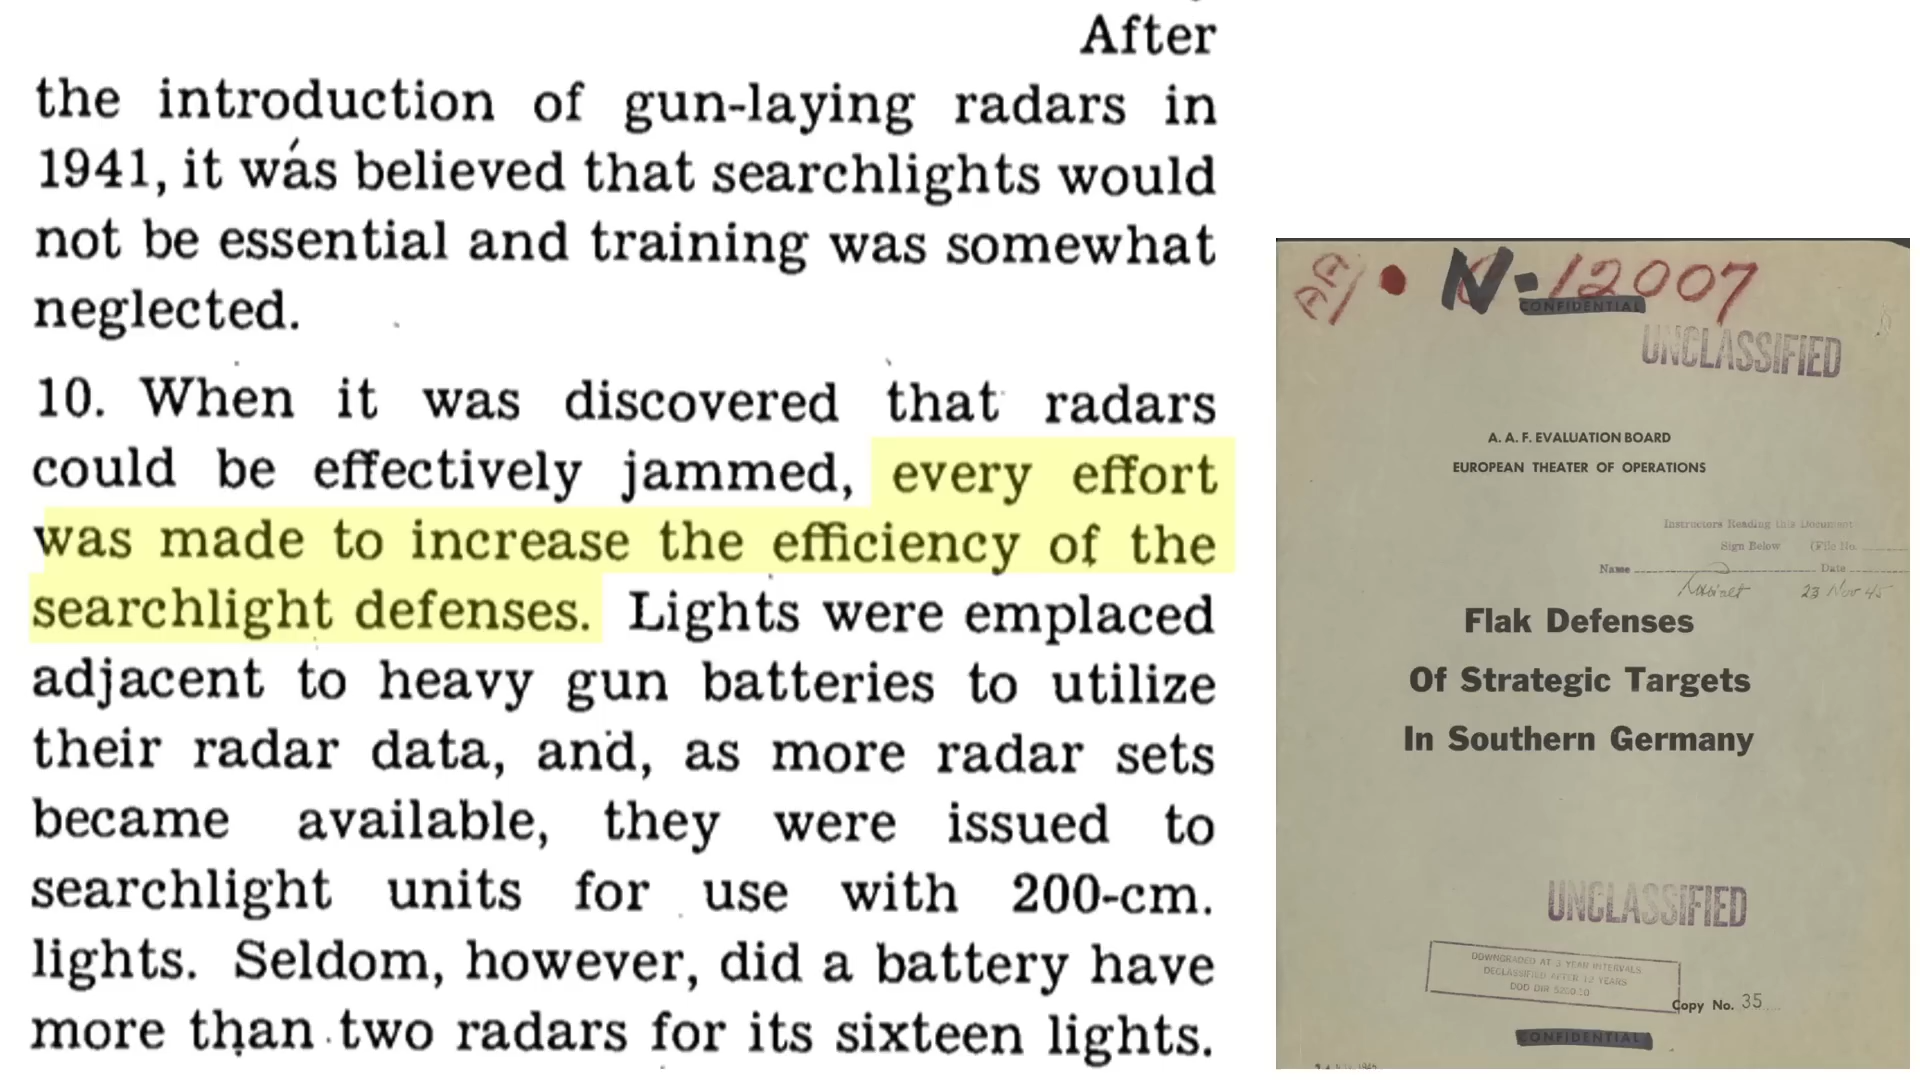 After
the introduction of gun-laying radars in
1941, it was believed that searchlights would
not be essential and training was somewhat
neglected.
10. When it was discovered that radars
could be effectively jammed, every effort
was made to increase the efficiency of the
searchlight defenses. Lights were emplaced
adjacent to heavy gun batteries to utilize
their radar data, and, as more radar sets
became available, they were issued to
searchlight units for use with 200-cm.
lights. Seldom, however, did a battery have
more than two radars for its sixteen lights.
AA
N-12007
CONFIDENTIAL
UNCLASSIFIED
A. A. F. EVALUATION BOARD
EUROPEAN THEATER OF OPERATIONS
Instructors Reading this Document
Sign Below (File No.
Name Date
23 Nov 45
Flak Defenses
Of Strategic Targets
In Southern Germany
UNCLASSIFIED
DOWNGRADED AT 3 YEAR INTERVALS
DECLASSIFIED AFTER 12 YEARS
DOD DIR 5200.10
Copy No. 35
CONFIDENTIAL